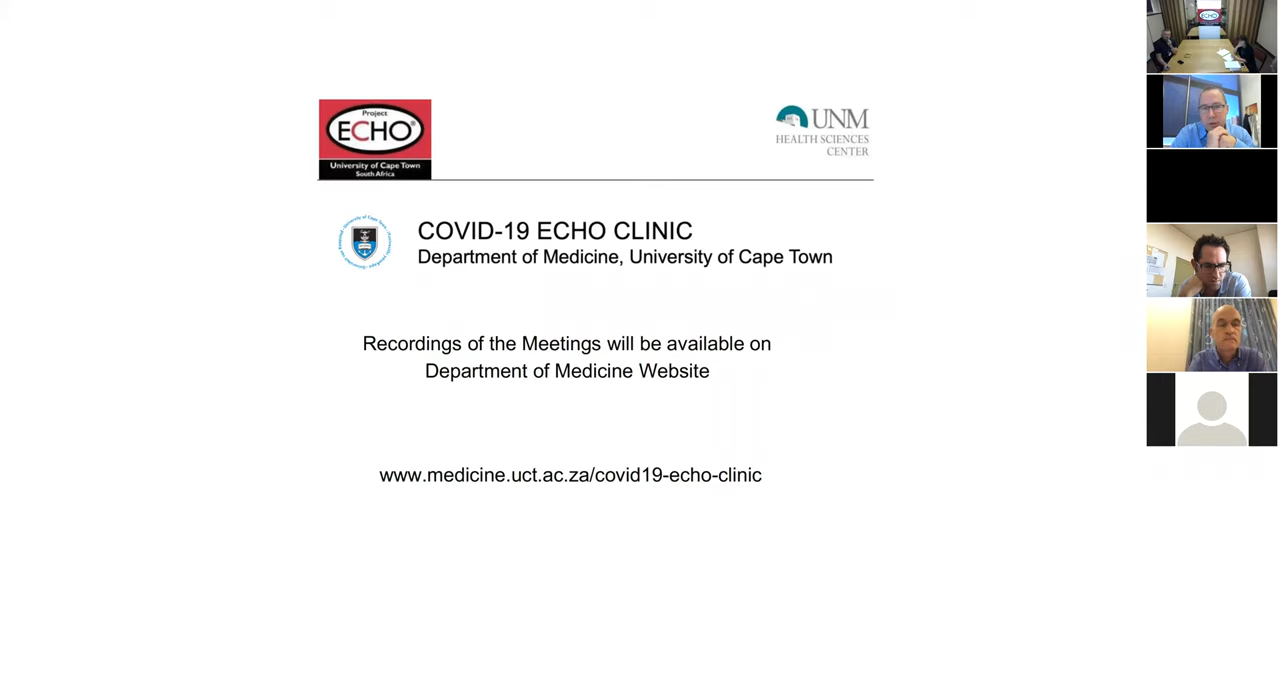 Project
ECHO®
University of Cape Town
South Africa
UNM
HEALTH SCIENCES
CENTER
COVID-19 ECHO CLINIC
Department of Medicine, University of Cape Town
Recordings of the Meetings will be available on
Department of Medicine Website
www.medicine.uct.ac.za/covid19-echo-clinic
ECHO